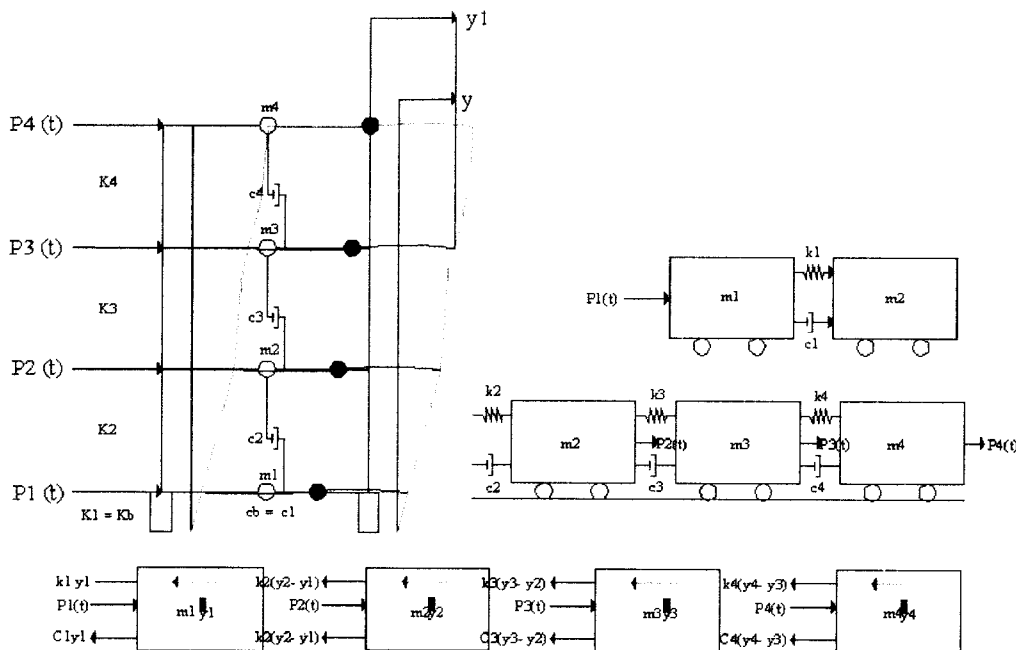 y1
y
P4 (t)
m4
K4
c4
P3 (t)
m3
K3
c3
P2 (t)
m2
K2
c2
P1 (t)
m1
K1 = Kb
cb = c1
P1(t)
m1
k1
c1
m2
k2
c2
m2
k3
P2(t)
c3
m3
k4
P3(t)
c4
m4
P4(t)
k1 y1
P1(t)
C1y1
m1 y1
k2(y2- y1)
P2(t)
k2(y2- y1)
m2y2
k3(y3- y2)
P3(t)
C3(y3- y2)
m3y3
k4(y4- y3)
P4(t)
C4(y4- y3)
m4y4